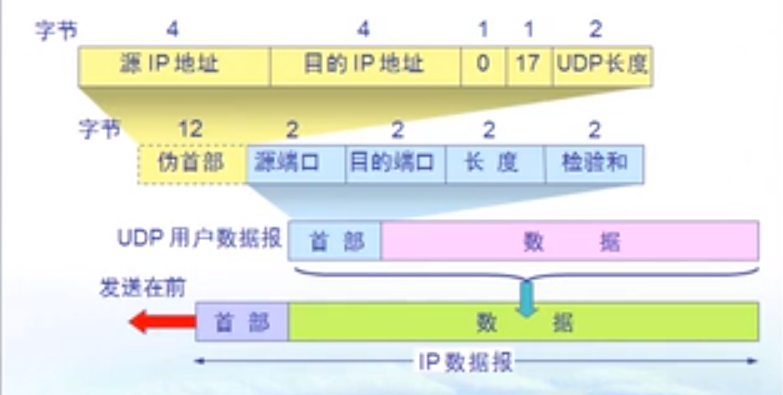 字节 4 4 1 1 2
源 IP 地址 目的 IP 地址 0 17 UDP 长度
字节 12 2 2 2 2
伪首部 源端口 目的端口 长 度 检验和
UDP 用户数据报 首 部 数 据
发送在前
首 部 数 据
IP 数据报